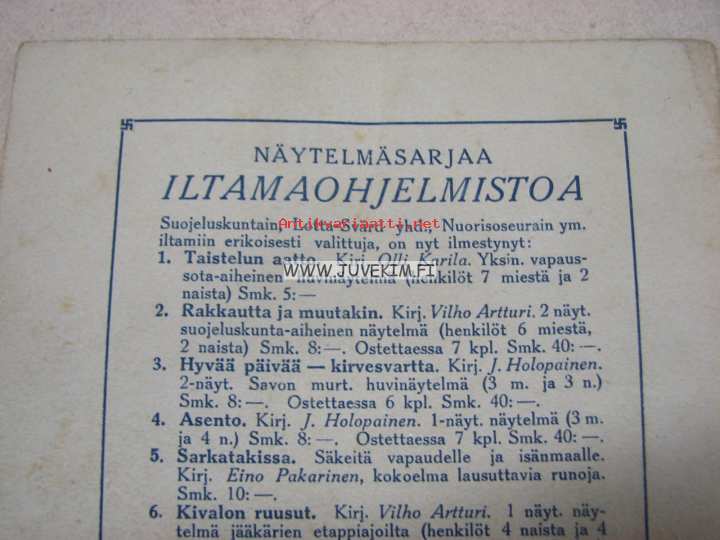 NÄYTELMÄSARJAA
ILTAMAOHJELMISTOA
Suojeluskuntain, Lotta-Svärd yhd., Nuorisoseurain ym.
Antikvariaatti.net
iltamiin erikoisesti valittuja, on nyt ilmestynyt:
1. Taistelun aatto. Kirj. Olli Karila. Yksin. vapaus-
WWW.JUVEKIM.FI
sota-aiheinen huvinäytelmä (henkilöt 7 miestä ja 2
naista) Smk. 5:—
2. Rakkautta ja muutakin. Kirj. Vilho Artturi. 2 näyt.
suojeluskunta-aiheinen näytelmä (henkilöt 6 miestä,
2 naista) Smk. 8:—. Ostettaessa 7 kpl. Smk. 40:—.
3. Hyvää päivää — kirvesvartta. Kirj. J. Holopainen.
2-näyt. Savon murt. huvinäytelmä (3 m. ja 3 n.)
Smk. 8:—. Ostettaessa 6 kpl. Smk. 40:—.
4. Asento. Kirj. J. Holopainen. 1-näyt. näytelmä (3 m.
ja 4 n.) Smk. 8:—. Ostettaessa 7 kpl. Smk. 40:—.
5. Sarkatakissa. Säkeitä vapaudelle ja isänmaalle.
Kirj. Eino Pakarinen, kokoelma lausuttavia runoja.
Smk. 10:—.
6. Kivalon ruusut. Kirj. Vilho Artturi. 1 näyt. näy-
telmä jääkärien etappiajoilta (henkilöt 4 naista ja 4